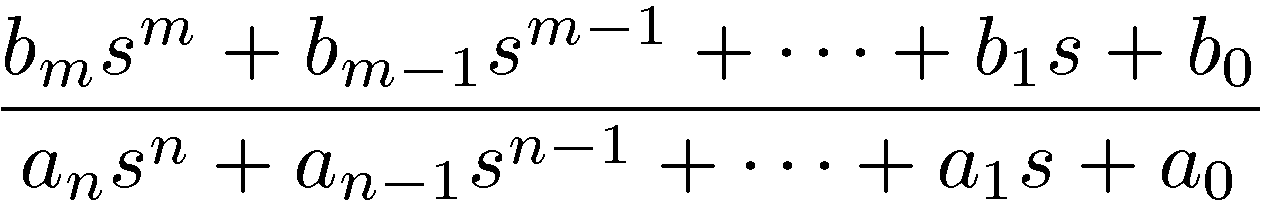 b_m s^m + b_{m-1} s^{m-1} + ⋯ + b_1 s + b_0
a_n s^n + a_{n-1} s^{n-1} + ⋯ + a_1 s + a_0